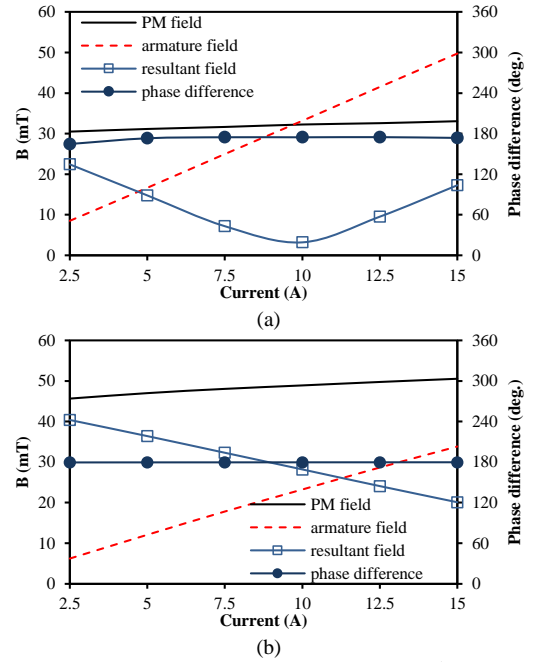 60
50
40
30
20
10
0
B (mT)
PM field
armature field
resultant field
phase difference
360
300
240
180
120
60
0
Phase difference (deg.)
2.5 5 7.5 10 12.5 15
Current (A)
(a)
60
50
40
30
20
10
0
B (mT)
PM field
armature field
resultant field
phase difference
360
300
240
180
120
60
0
Phase difference (deg.)
2.5 5 7.5 10 12.5 15
Current (A)
(b)